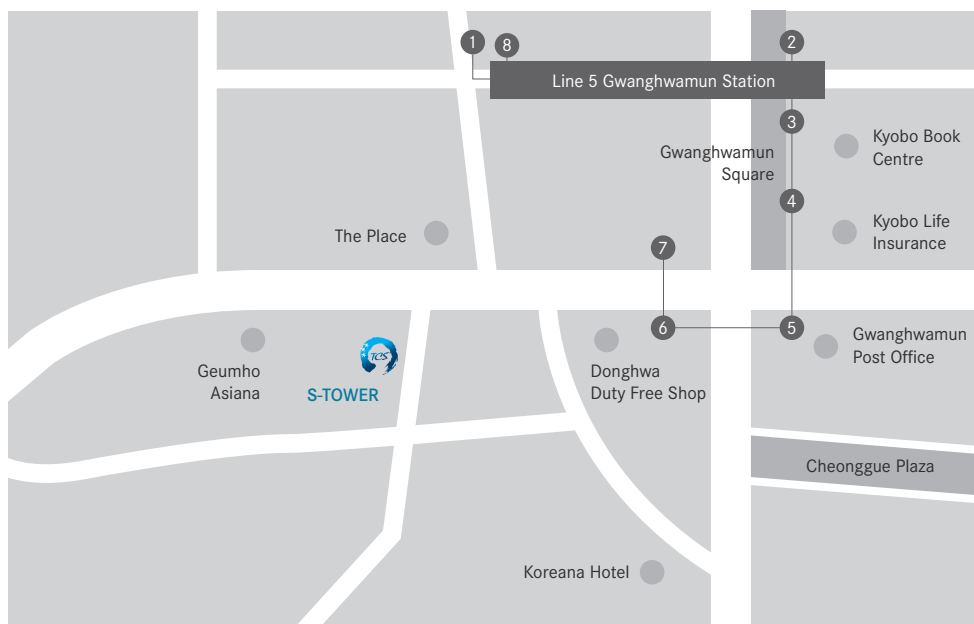 1
8
2
Line 5 Gwanghwamun Station
3
Kyobo Book
Centre
Gwanghwamun
Square
4
Kyobo Life
Insurance
The Place
7
6
5
Gwanghwamun
Post Office
Geumho
Asiana
TCS
S-TOWER
Donghwa
Duty Free Shop
Cheonggue Plaza
Koreana Hotel